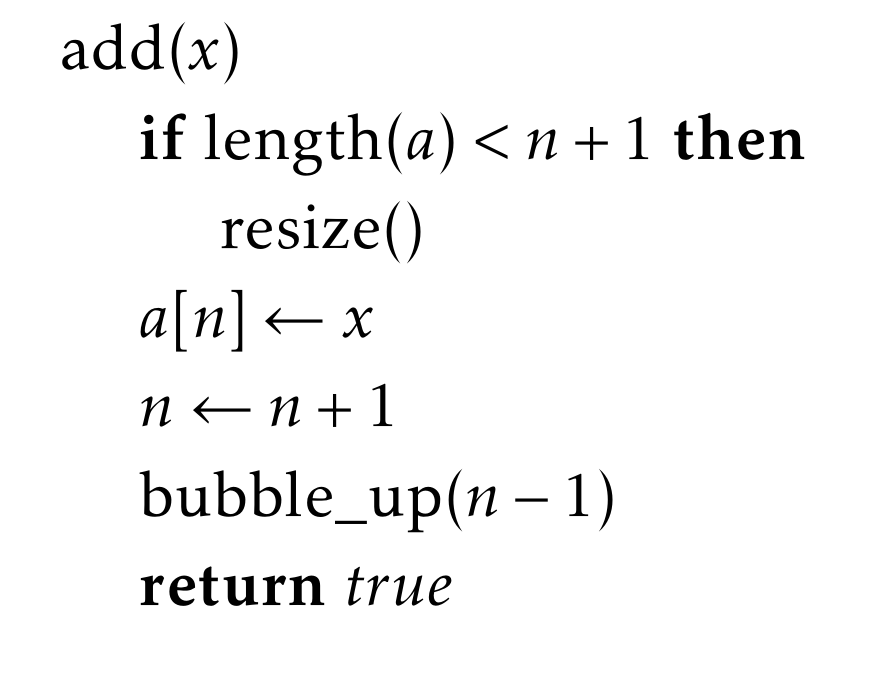 add(x)
if length(a) < n + 1 then
resize()
a[n] ← x
n ← n + 1
bubble_up(n − 1)
return true